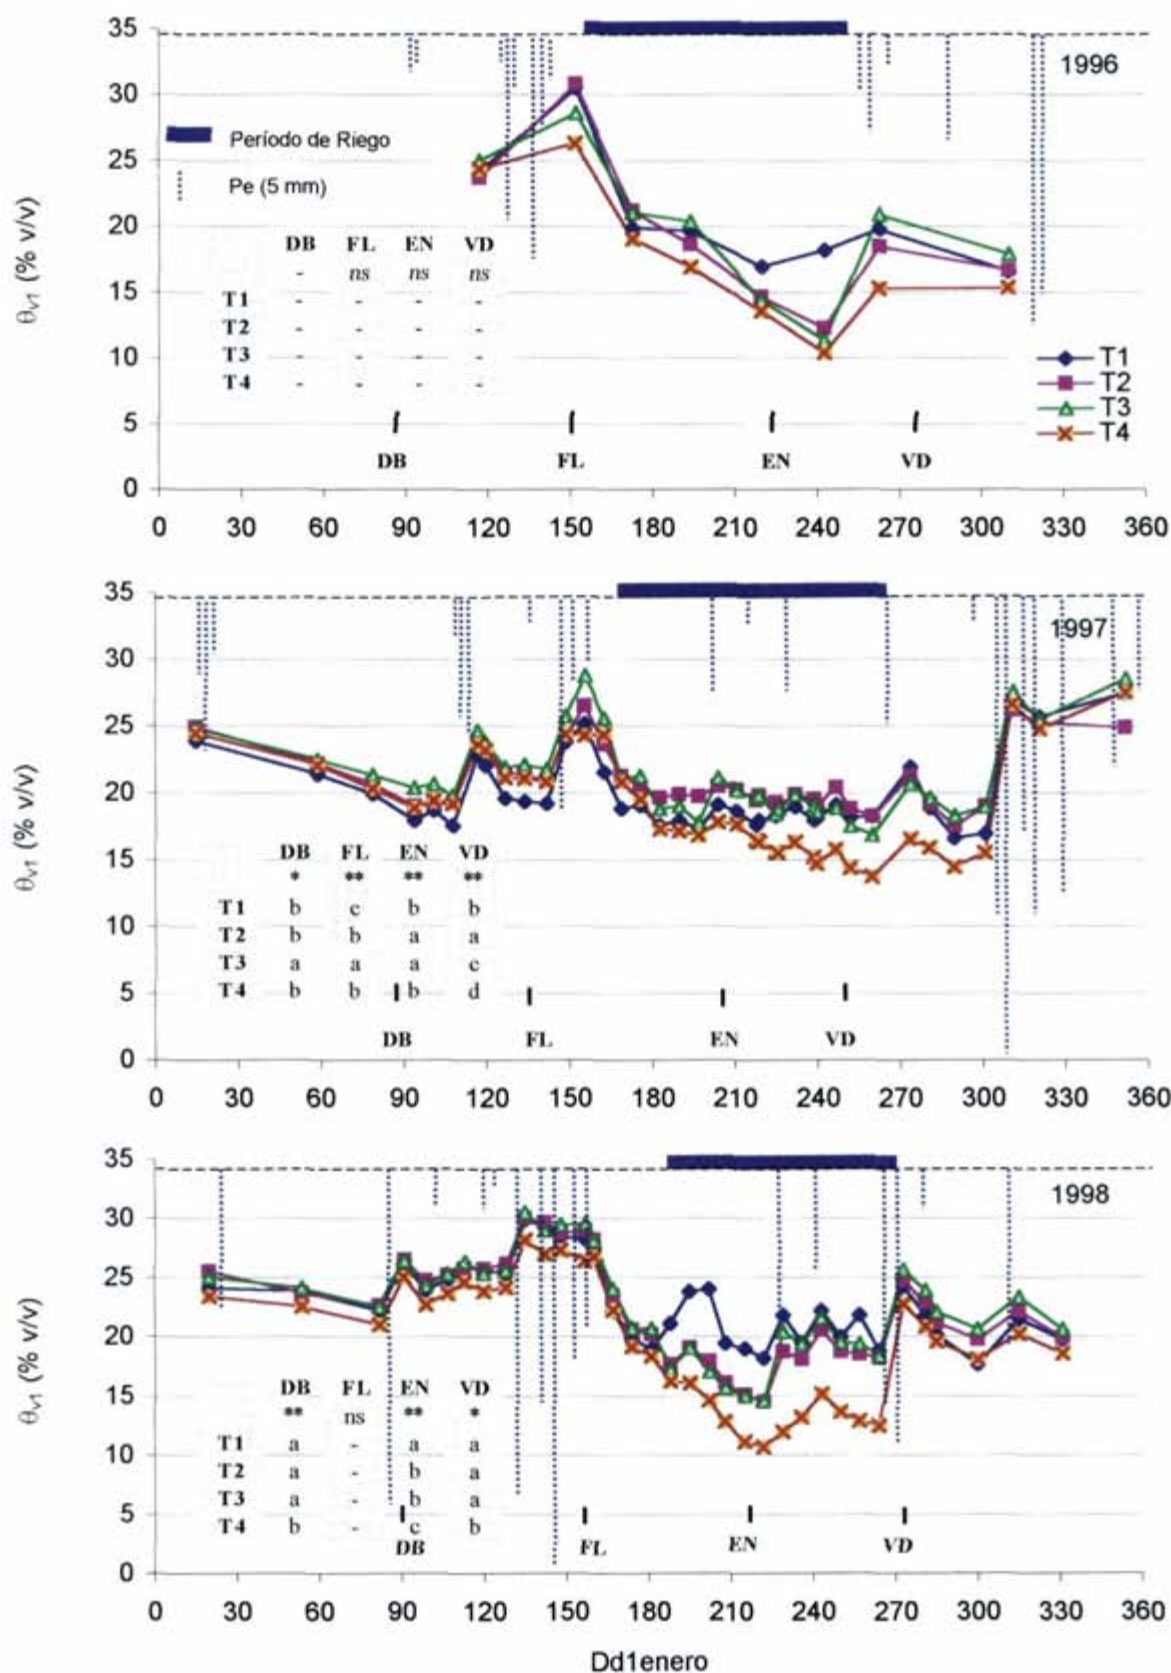 35
30
25
20
15
10
5
0
θv1 (% v/v)
1996
Período de Riego
Pe (5 mm)
DB FL EN VD
- ns ns ns
T1 - - - -
T2 - - - -
T3 - - - -
T4 - - - -
T1
T2
T3
T4
DB FL EN VD
0 30 60 90 120 150 180 210 240 270 300 330 360
35
30
25
20
15
10
5
0
θv1 (% v/v)
1997
DB FL EN VD
* ** ** **
T1 b c b b
T2 b b a a
T3 a a a c
T4 b b b d
DB FL EN VD
0 30 60 90 120 150 180 210 240 270 300 330 360
35
30
25
20
15
10
5
0
θv1 (% v/v)
1998
DB FL EN VD
** ns ** *
T1 a - a a
T2 a - b a
T3 a - b a
T4 b - c b
DB FL EN VD
0 30 60 90 120 150 180 210 240 270 300 330 360
Dd1enero